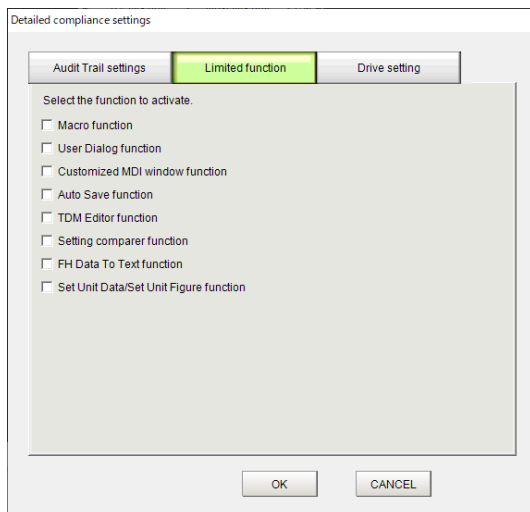 Detailed compliance settings
Audit Trail settings
Limited function
Drive setting
Select the function to activate.
Macro function
User Dialog function
Customized MDI window function
Auto Save function
TDM Editor function
Setting comparer function
FH Data To Text function
Set Unit Data/Set Unit Figure function
OK
CANCEL